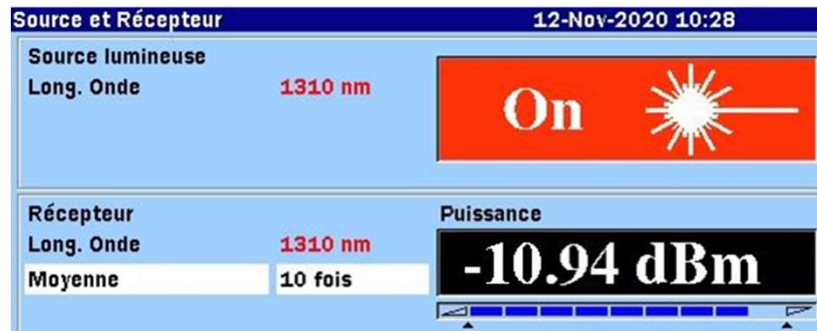 Source et Récepteur 12-Nov-2020 10:28
Source lumineuse
Long. Onde 1310 nm
On
Récepteur
Long. Onde 1310 nm
Moyenne 10 fois
Puissance
-10.94 dBm